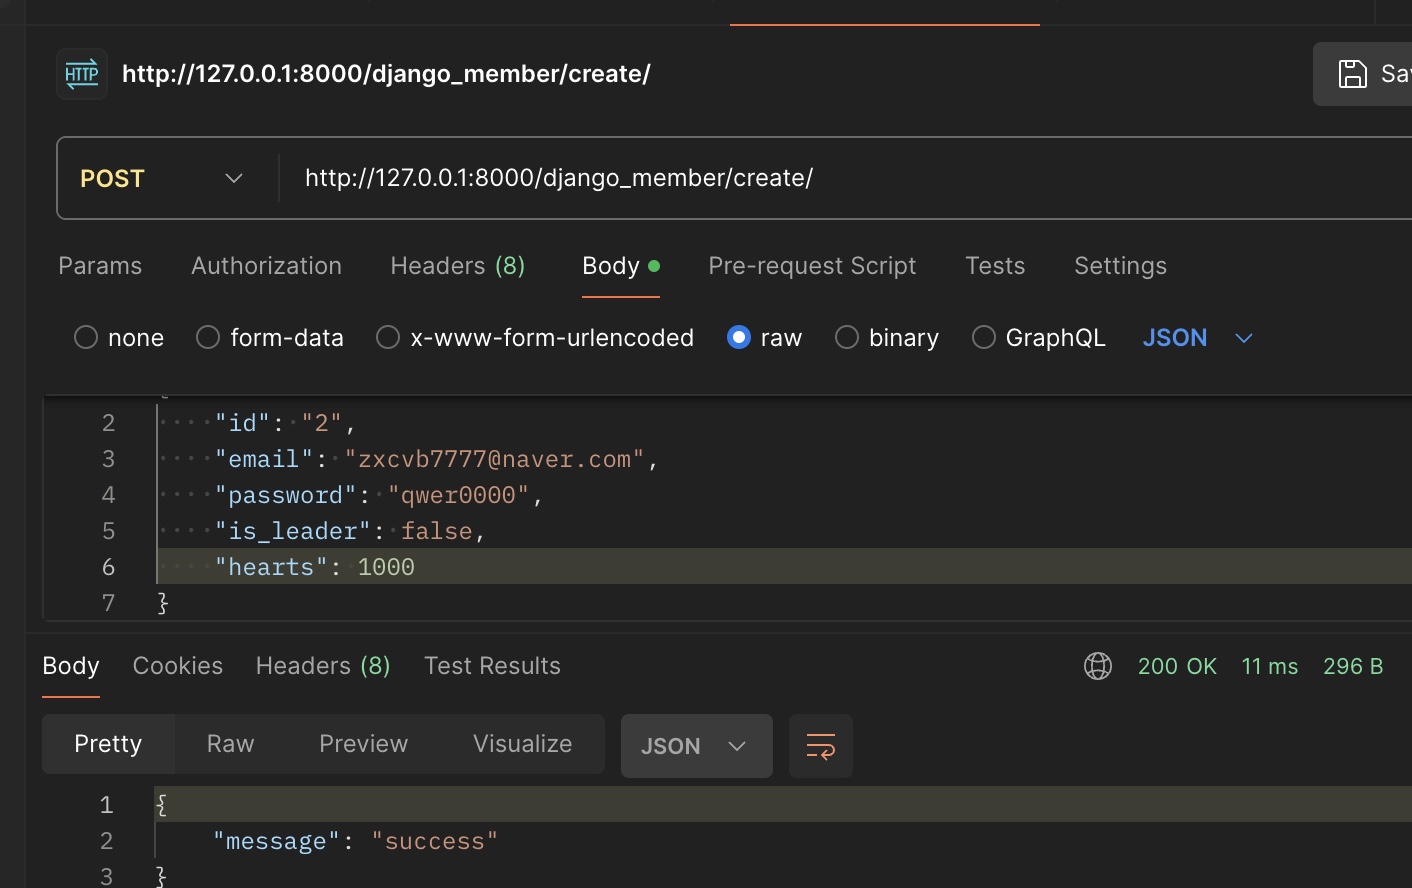 HTTP http://127.0.0.1:8000/django_member/create/
POST http://127.0.0.1:8000/django_member/create/
Params Authorization Headers (8) Body Pre-request Script Tests Settings
none form-data x-www-form-urlencoded raw binary GraphQL JSON
2 "id": "2",
3 "email": "zxcvb7777@naver.com",
4 "password": "qwer0000",
5 "is_leader": false,
6 "hearts": 1000
7 }
Body Cookies Headers (8) Test Results 200 OK 11 ms 296 B
Pretty Raw Preview Visualize JSON
1 {
2 "message": "success"
3 }